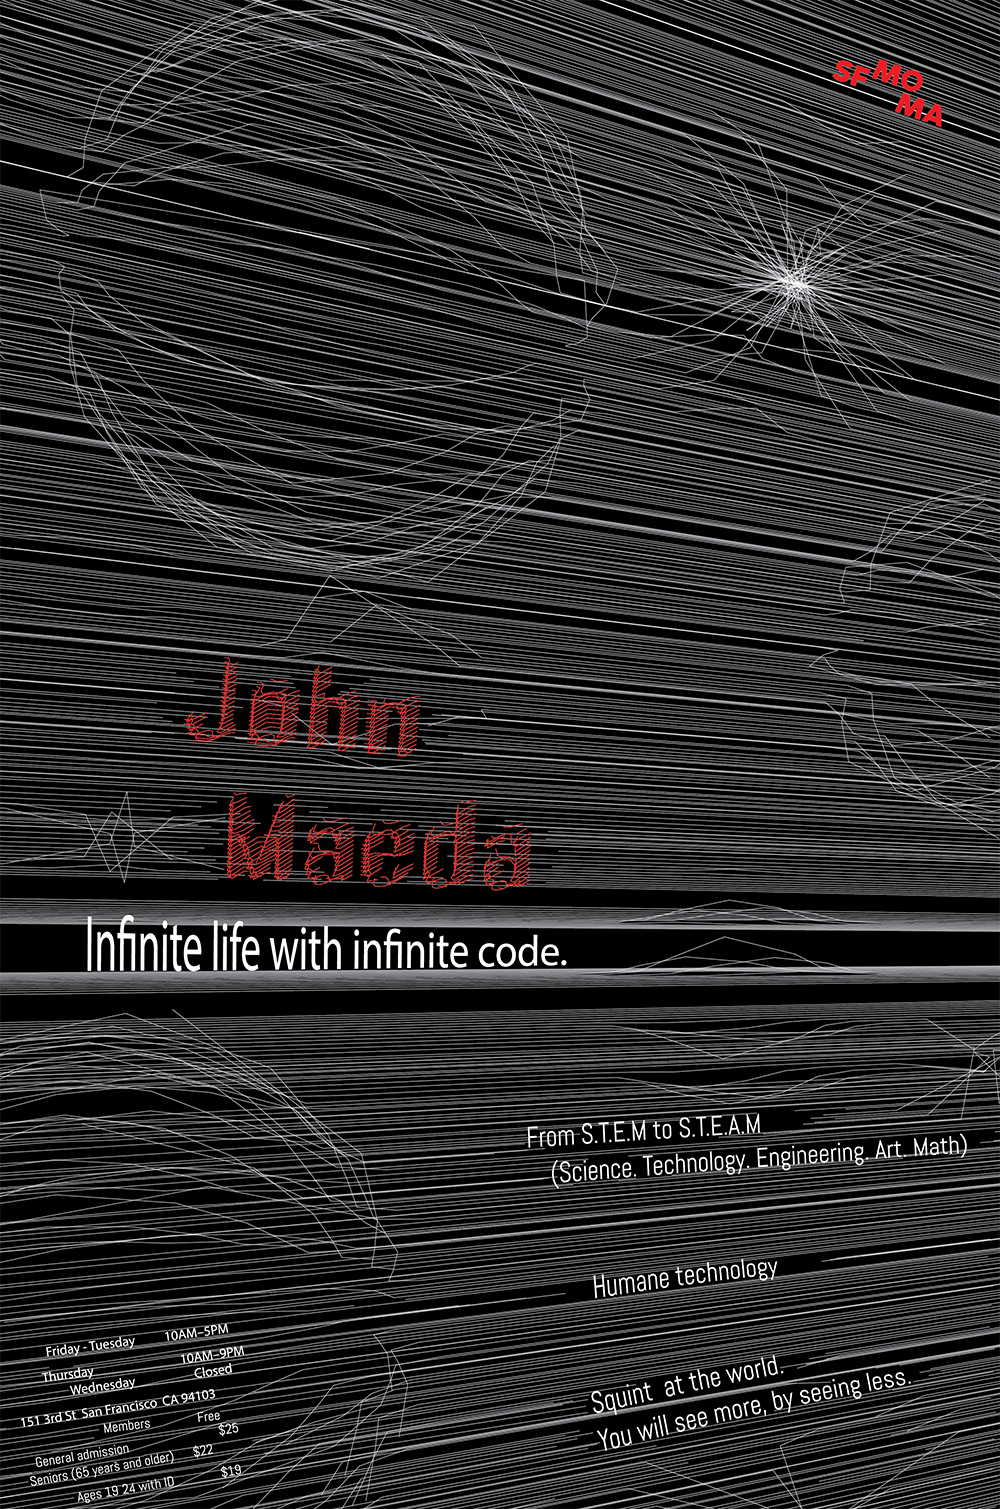 SFMO
MA
John
Maeda
Infinite life with infinite code.
From S.T.E.M to S.T.E.A.M
(Science. Technology. Engineering. Art. Math)
Humane technology
Squint at the world.
You will see more, by seeing less.
Friday - Tuesday 10AM–5PM
Thursday 10AM–9PM
Wednesday Closed
151 3rd St San Francisco CA 94103
Members Free
General admission $25
Seniors (65 years and older) $22
Ages 19 24 with ID $19